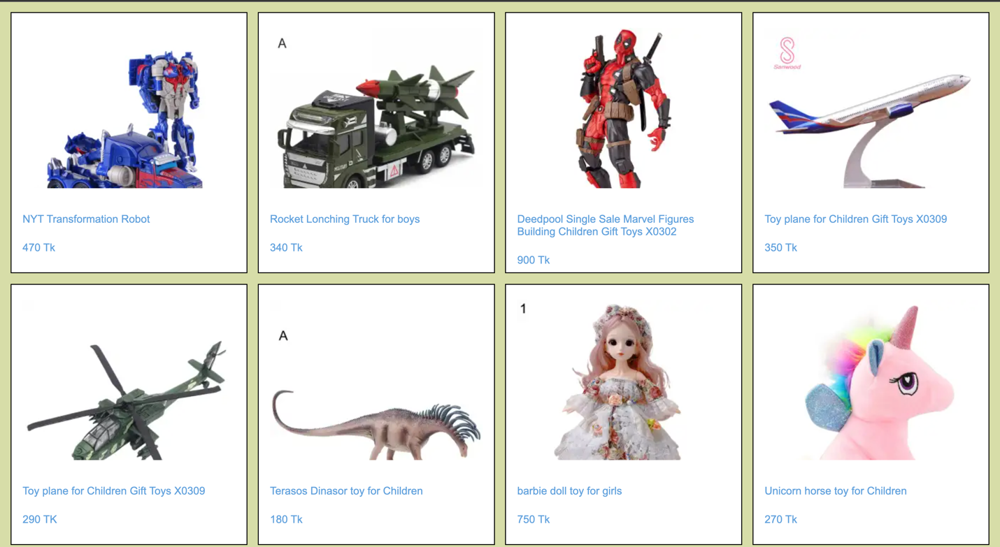 A
Sanwood
NYT Transformation Robot
470 Tk
Rocket Lonching Truck for boys
340 Tk
Deedpool Single Sale Marvel Figures
Building Children Gift Toys X0302
900 Tk
Toy plane for Children Gift Toys X0309
350 Tk
A
1
Toy plane for Children Gift Toys X0309
290 TK
Terasos Dinasor toy for Children
180 Tk
barbie doll toy for girls
750 Tk
Unicorn horse toy for Children
270 Tk